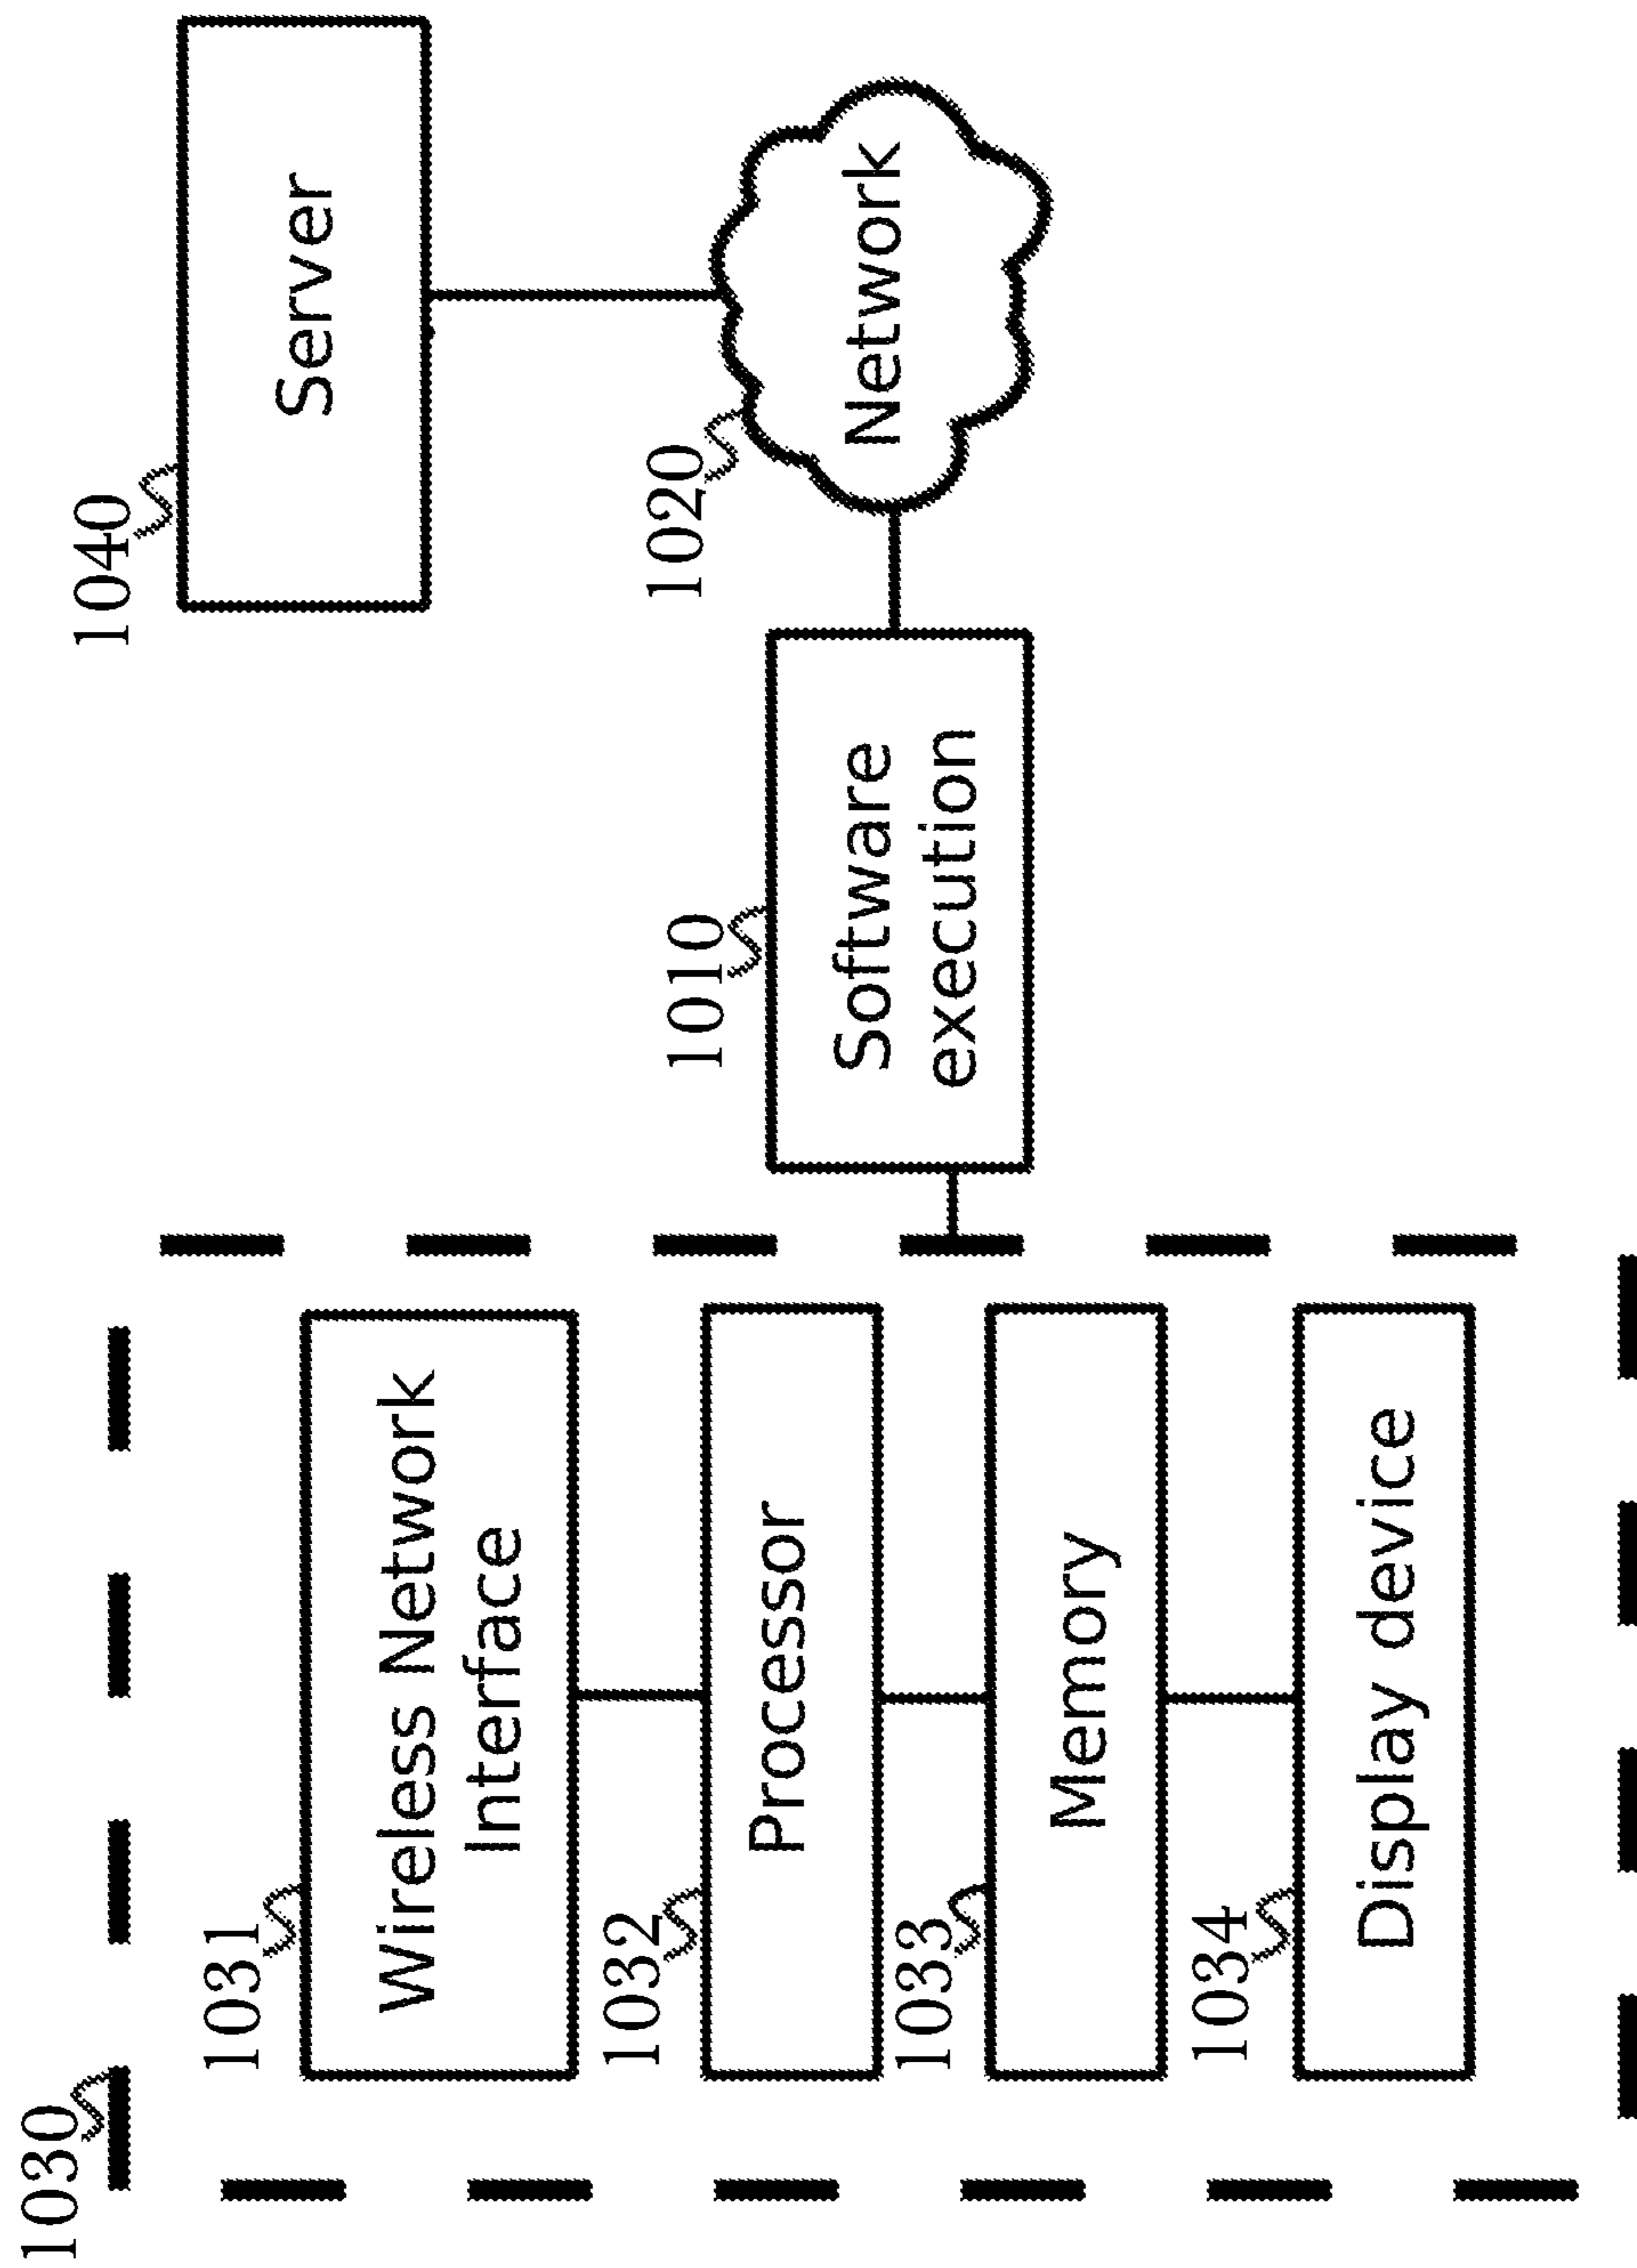 1030
1031
Wireless Network
Interface
1032
Processor
1033
Memory
1034
Display device
1010
Software
execution
1020
Network
1040
Server